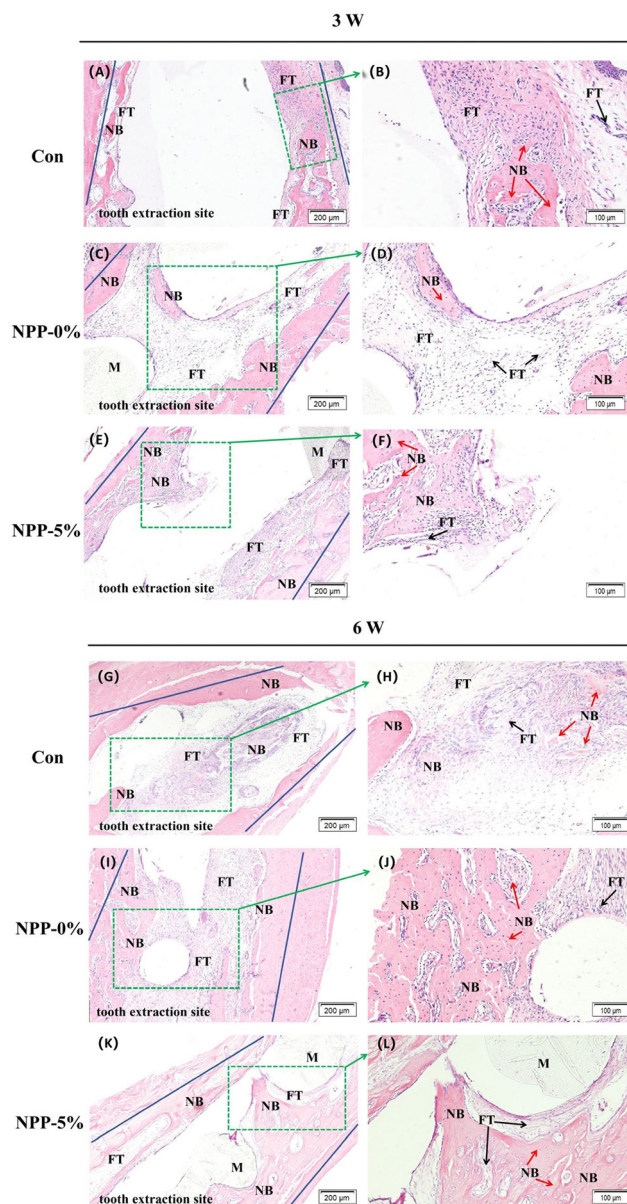 3 W
Con
(A)
FT
FT
NB
NB
FT
tooth extraction site
200 μm
(B)
FT
FT
NB
100 μm
NPP-0%
(C)
NB
NB
FT
M
FT
NB
tooth extraction site
200 μm
(D)
NB
FT
FT
NB
100 μm
NPP-5%
(E)
NB
NB
M
FT
FT
NB
tooth extraction site
200 μm
(F)
NB
NB
FT
100 μm
6 W
Con
(G)
NB
FT
NB
FT
NB
tooth extraction site
200 μm
(H)
FT
NB
NB
FT
NB
100 μm
NPP-0%
(I)
NB
FT
NB
NB
FT
tooth extraction site
200 μm
(J)
FT
NB
NB
NB
100 μm
NPP-5%
(K)
M
NB
FT
NB
FT
M
NB
tooth extraction site
200 μm
(L)
M
NB
FT
NB
NB
100 μm